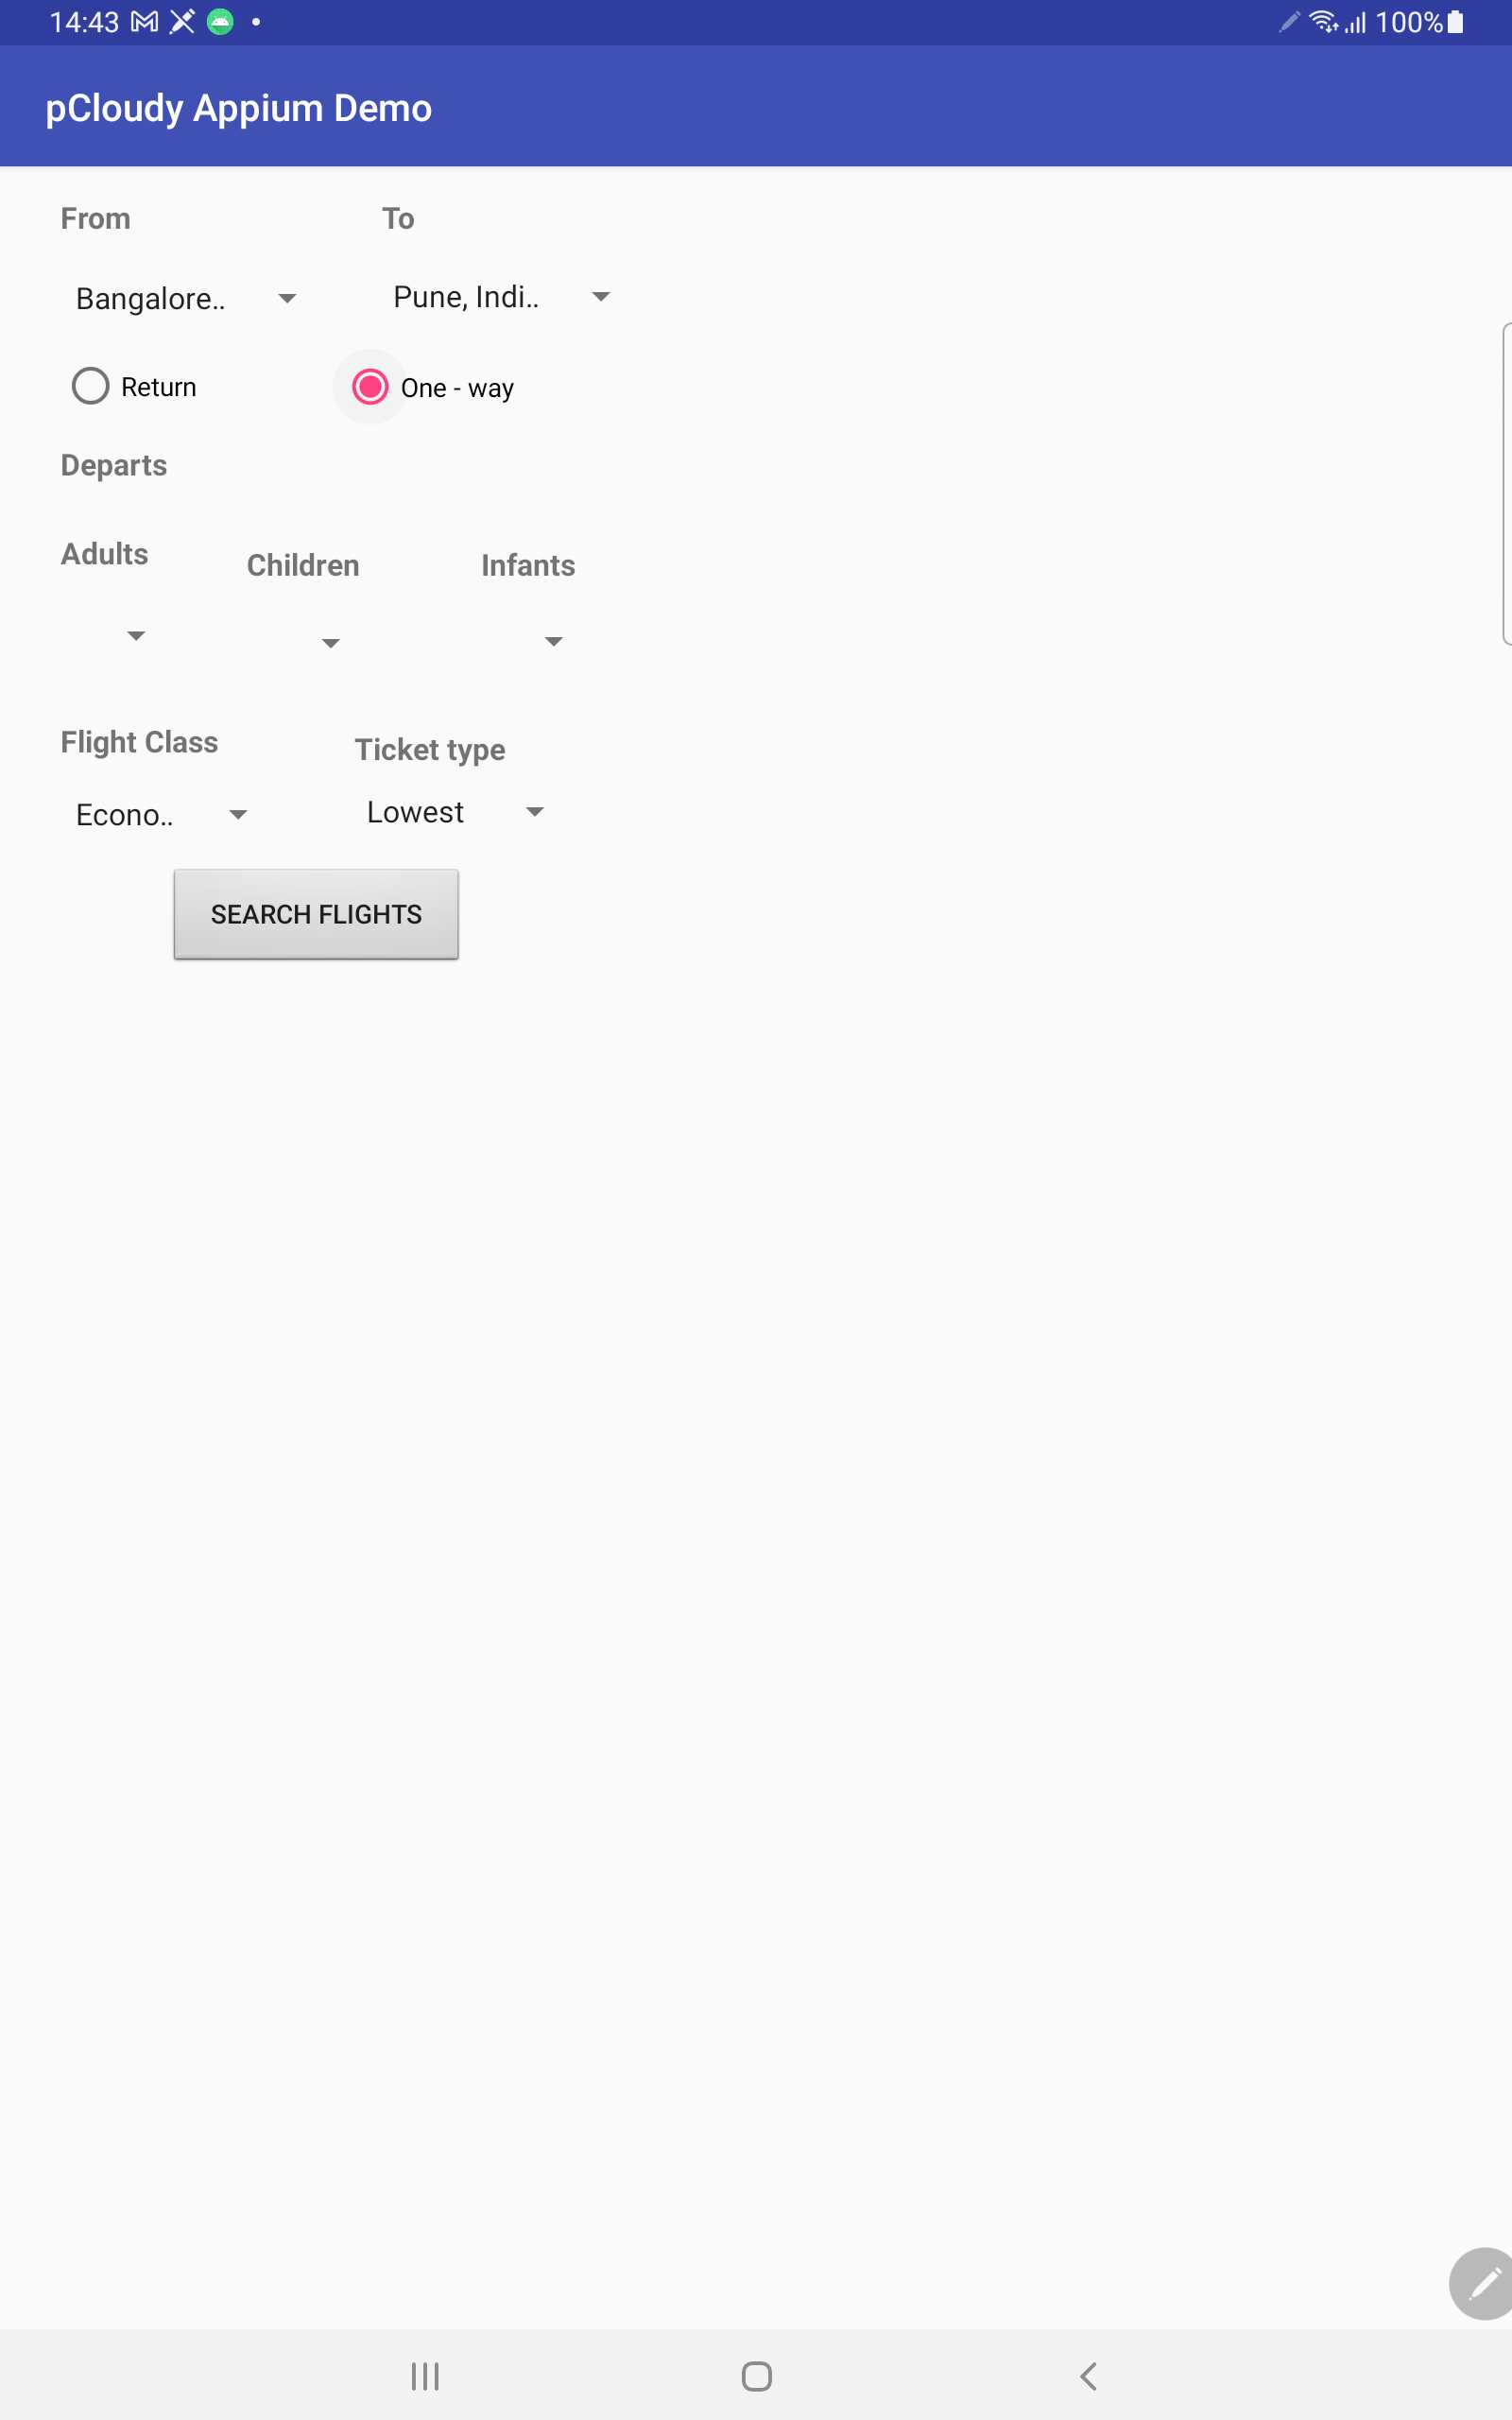 14:43
100%
pCloudy Appium Demo
From To
Bangalore.. Pune, Indi..
Return One - way
Departs
Adults Children Infants
Flight Class Ticket type
Econo.. Lowest
SEARCH FLIGHTS